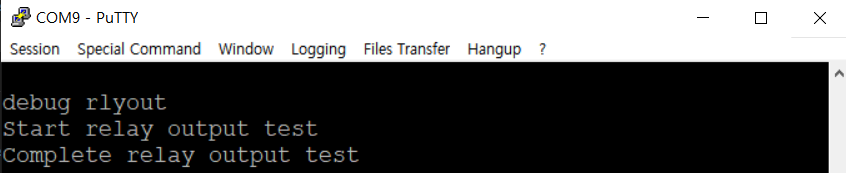 COM9 - PuTTY
Session Special Command Window Logging Files Transfer Hangup ?
debug rlyout
Start relay output test
Complete relay output test